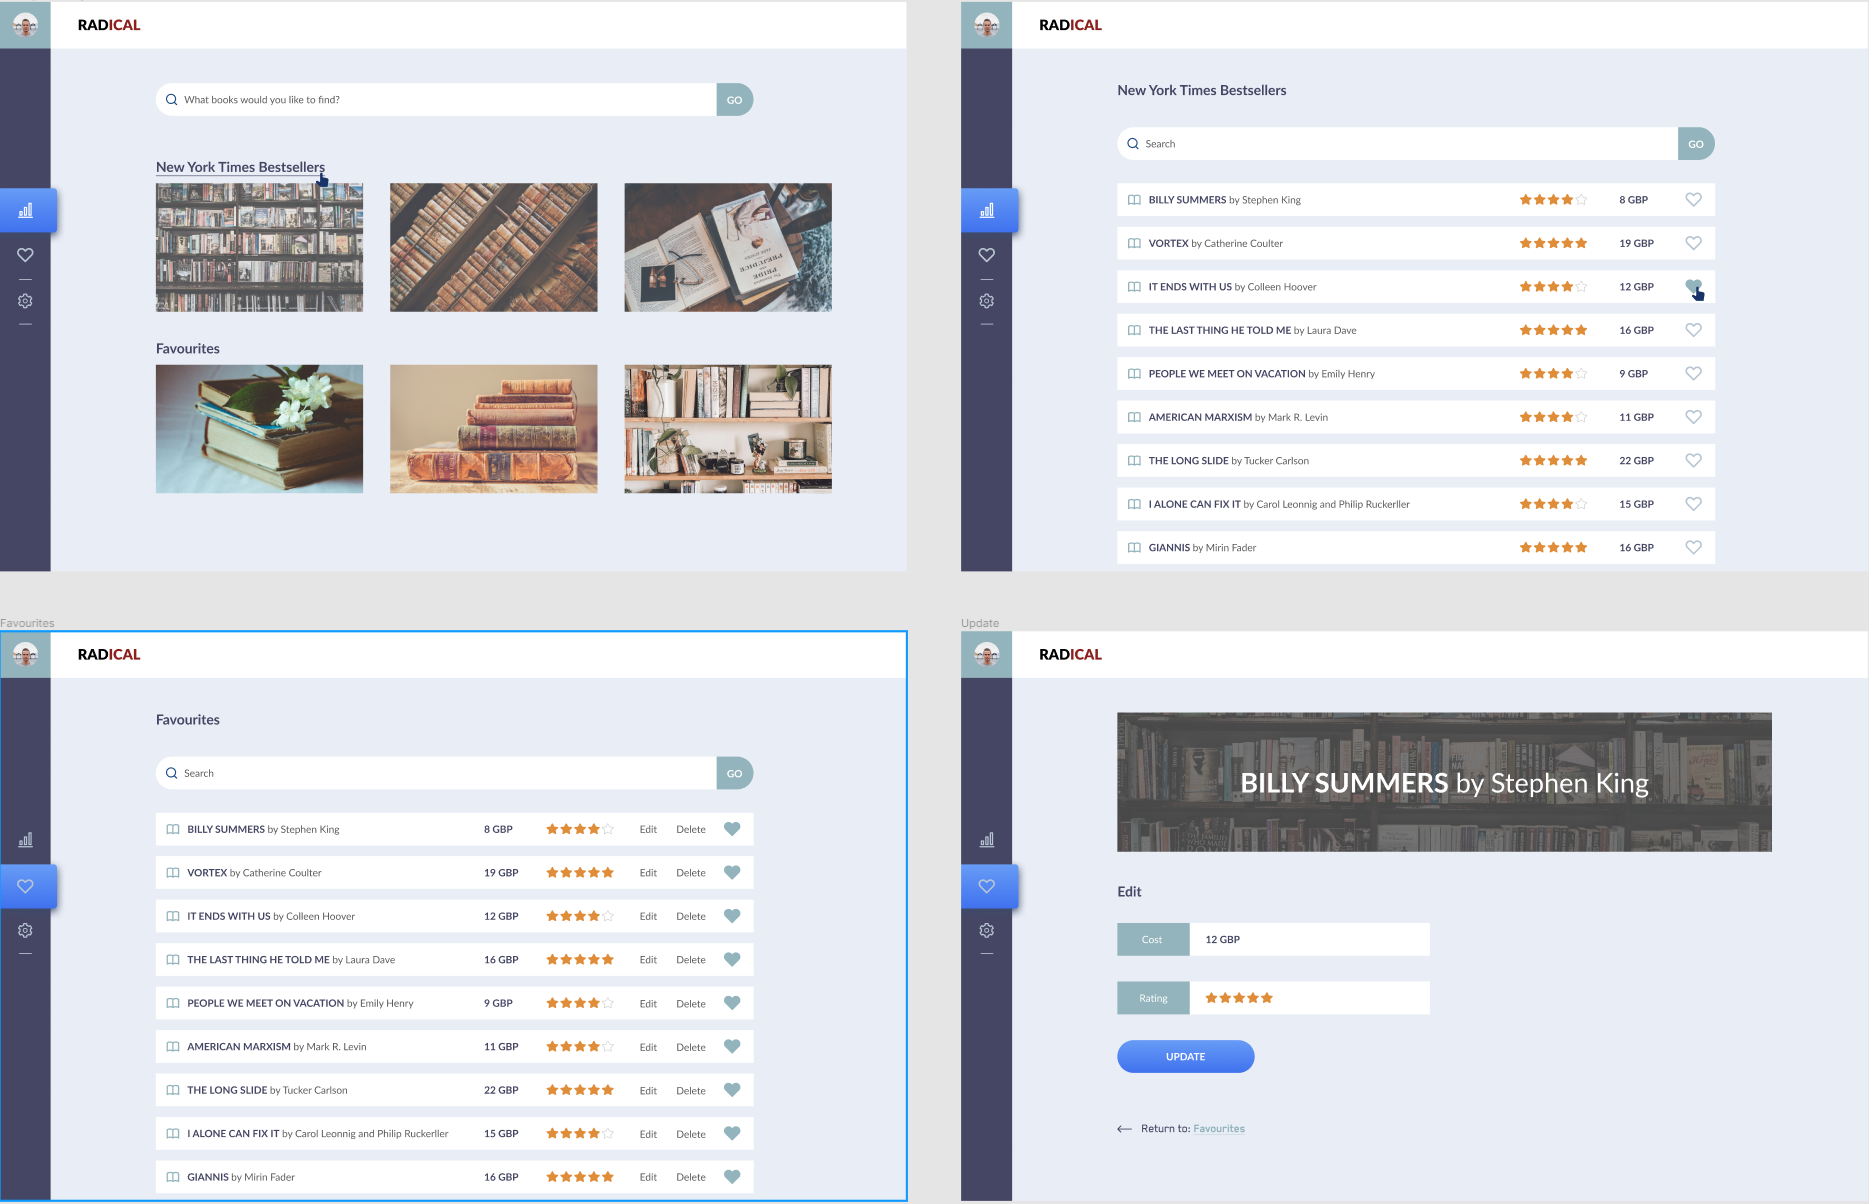 RADICAL
What books would you like to find?
GO
New York Times Bestsellers
PRIDE
PREJUDICE
Favourites
RADICAL
New York Times Bestsellers
Search
GO
BILLY SUMMERS by Stephen King 8 GBP
VORTEX by Catherine Coulter 19 GBP
IT ENDS WITH US by Colleen Hoover 12 GBP
THE LAST THING HE TOLD ME by Laura Dave 16 GBP
PEOPLE WE MEET ON VACATION by Emily Henry 9 GBP
AMERICAN MARXISM by Mark R. Levin 11 GBP
THE LONG SLIDE by Tucker Carlson 22 GBP
I ALONE CAN FIX IT by Carol Leonnig and Philip Ruckerller 15 GBP
GIANNIS by Mirin Fader 16 GBP
Favourites
RADICAL
Favourites
Search
GO
BILLY SUMMERS by Stephen King 8 GBP Edit Delete
VORTEX by Catherine Coulter 19 GBP Edit Delete
IT ENDS WITH US by Colleen Hoover 12 GBP Edit Delete
THE LAST THING HE TOLD ME by Laura Dave 16 GBP Edit Delete
PEOPLE WE MEET ON VACATION by Emily Henry 9 GBP Edit Delete
AMERICAN MARXISM by Mark R. Levin 11 GBP Edit Delete
THE LONG SLIDE by Tucker Carlson 22 GBP Edit Delete
I ALONE CAN FIX IT by Carol Leonnig and Philip Ruckerller 15 GBP Edit Delete
GIANNIS by Mirin Fader 16 GBP Edit Delete
Update
RADICAL
BILLY SUMMERS by Stephen King
Edit
Cost 12 GBP
Rating
UPDATE
Return to: Favourites